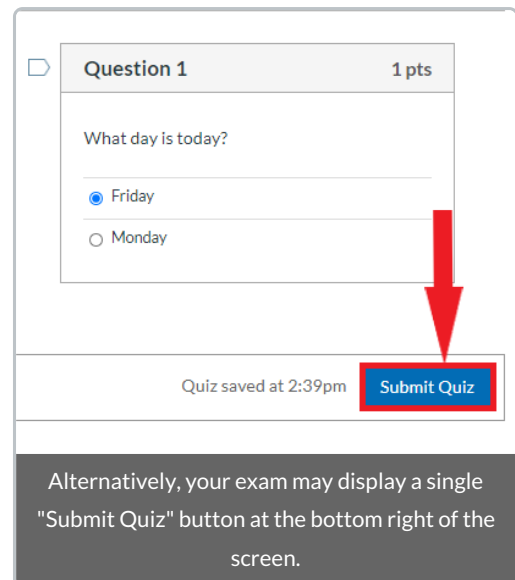 Question 1 1 pts
What day is today?
Friday
Monday
Quiz saved at 2:39pm Submit Quiz
Alternatively, your exam may display a single
"Submit Quiz" button at the bottom right of the
screen.